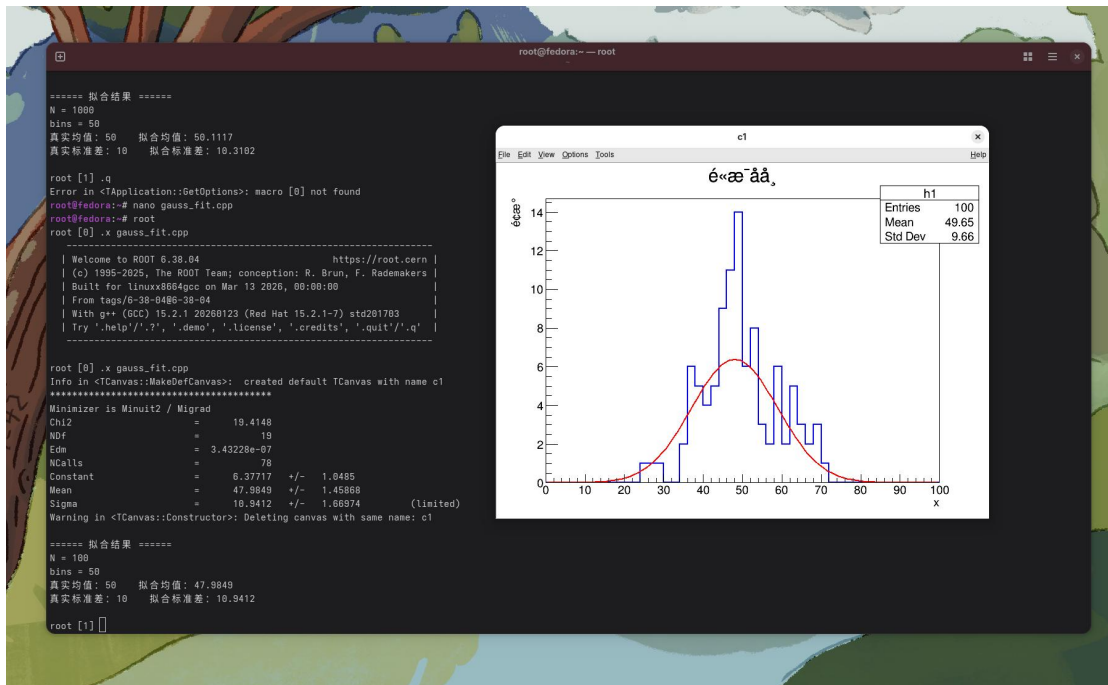 root@fedora:~ — root
~
====== 拟合结果 ======
N = 1000
bins = 50
真实均值: 50 拟合均值: 50.1117
真实标准差: 10 拟合标准差: 10.3102
root [1] .q
Error in <TApplication::GetOptions>: macro [0] not found
root@fedora:~# nano gauss_fit.cpp
root@fedora:~# root
root [0] .x gauss_fit.cpp
------------------------------------------------------------------
| Welcome to ROOT 6.38.04 https://root.cern |
| (c) 1995-2025, The ROOT Team; conception: R. Brun, F. Rademakers |
| Built for linuxx8664gcc on Mar 13 2026, 00:00:00 |
| From tags/6-38-04@6-38-04 |
| With g++ (GCC) 15.2.1 20260123 (Red Hat 15.2.1-7) std201703 |
| Try '.help'/'.?', '.demo', '.license', '.credits', '.quit'/'.q' |
------------------------------------------------------------------
root [0] .x gauss_fit.cpp
Info in <TCanvas::MakeDefCanvas>: created default TCanvas with name c1
****************************************
Minimizer is Minuit2 / Migrad
Chi2 = 19.4148
NDf = 19
Edm = 3.43228e-07
NCalls = 78
Constant = 6.37717 +/- 1.0485
Mean = 47.9849 +/- 1.45868
Sigma = 10.9412 +/- 1.66974 (limited)
Warning in <TCanvas::Constructor>: Deleting canvas with same name: c1
====== 拟合结果 ======
N = 100
bins = 50
真实均值: 50 拟合均值: 47.9849
真实标准差: 10 拟合标准差: 10.9412
root [1]
c1
File Edit View Options Tools Help
é«æ¯åå¸
h1
Entries 100
Mean 49.65
Std Dev 9.66
é¢æ°
14
12
10
8
6
4
2
0
0 10 20 30 40 50 60 70 80 90 100
x